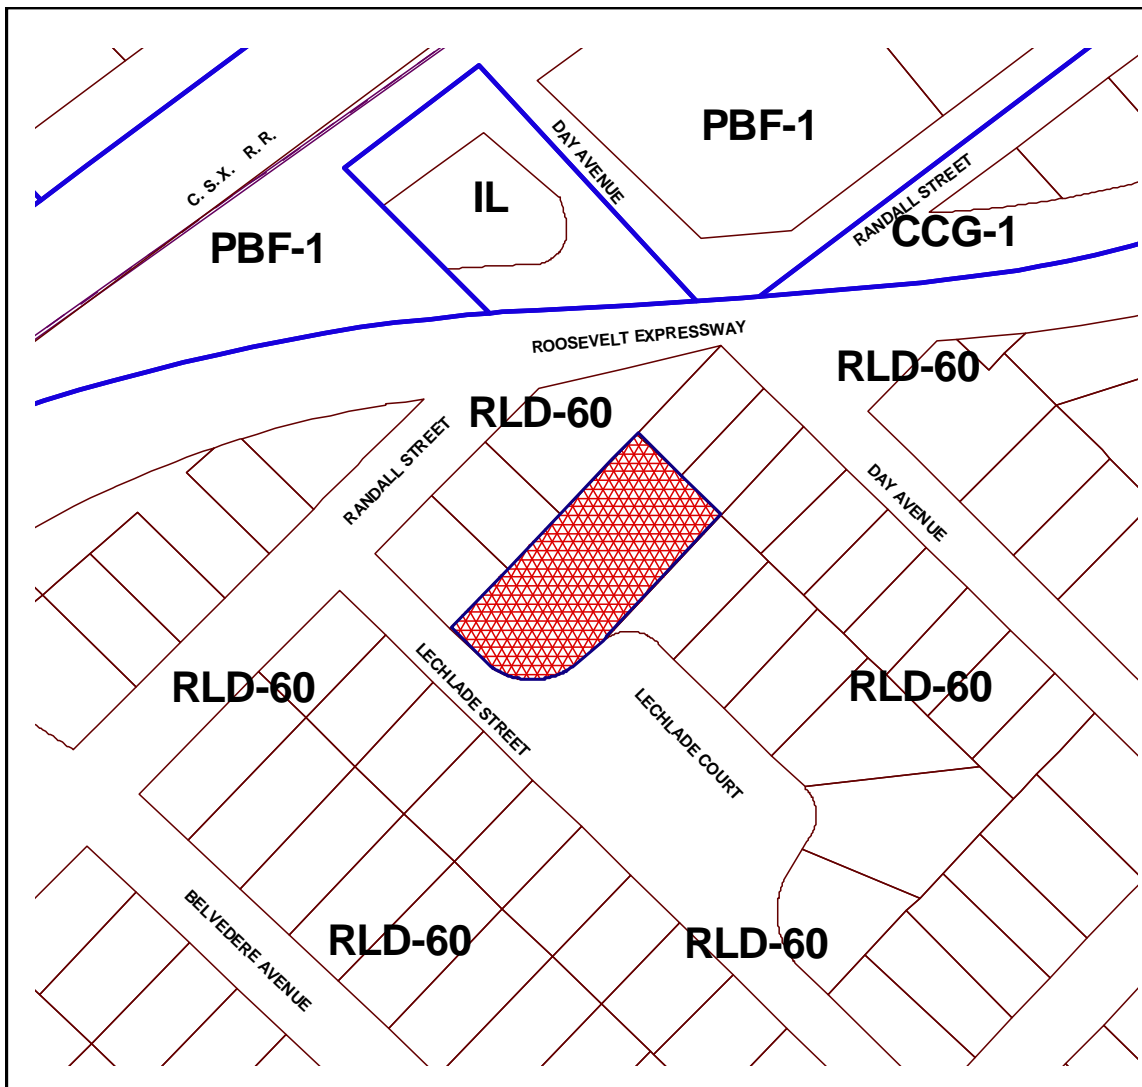 PBF-1
DAY AVENUE
C. S. X. R. R.
IL
RANDALL STREET
CCG-1
PBF-1
ROOSEVELT EXPRESSWAY
RLD-60
RLD-60
RANDALL STREET
DAY AVENUE
RLD-60
LECHLADE STREET
LECHLADE COURT
RLD-60
BELVEDERE AVENUE
RLD-60
RLD-60